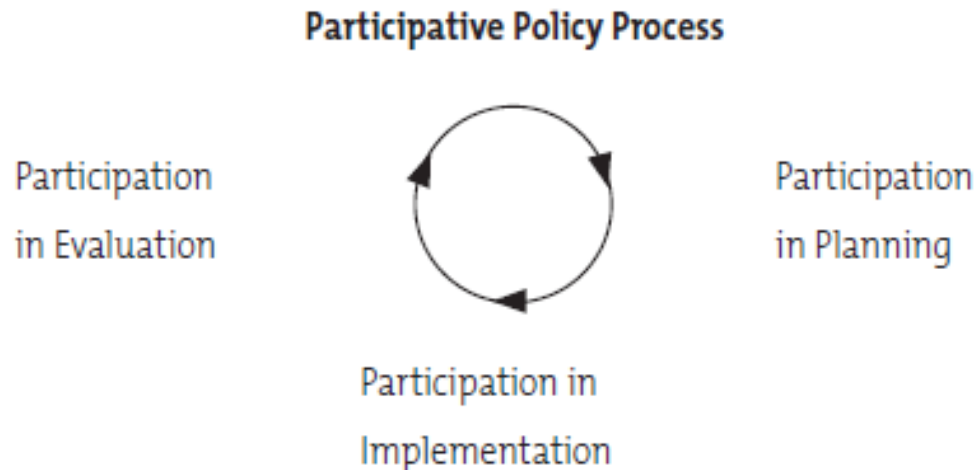 Participative Policy Process
Participation
in Evaluation
Participation
in Planning
Participation in
Implementation